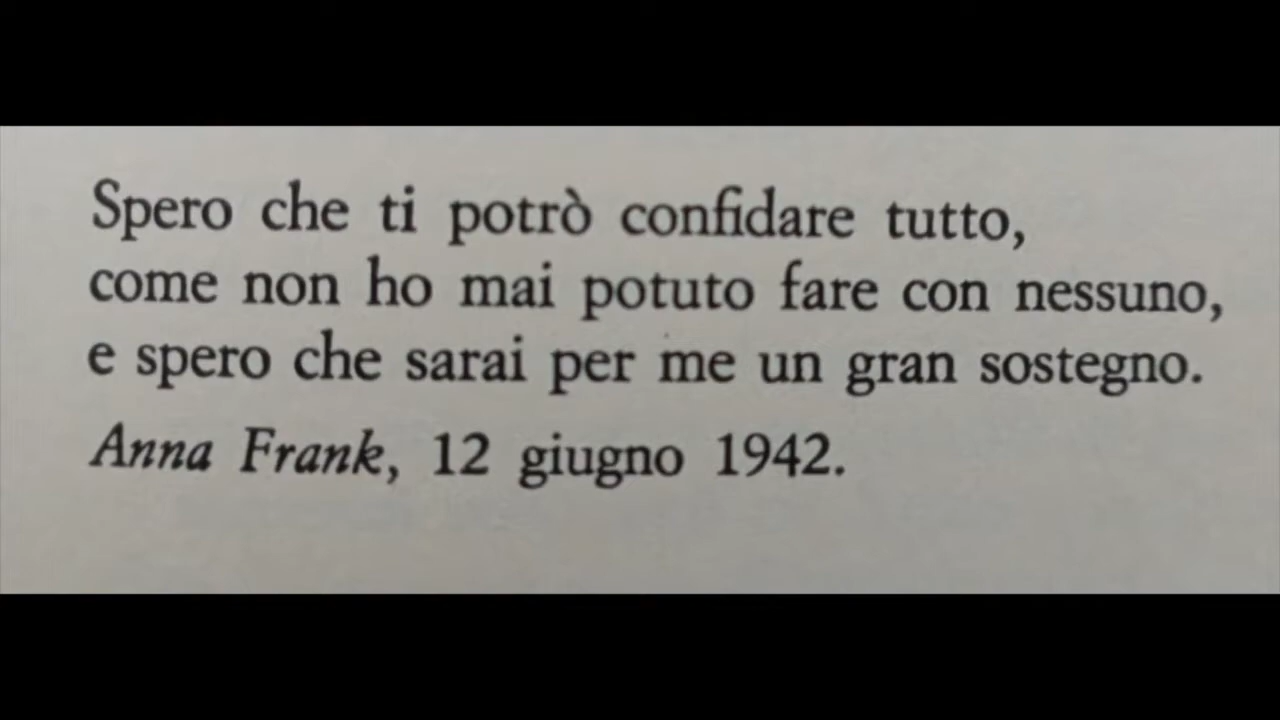 Spero che ti potrò confidare tutto,
come non ho mai potuto fare con nessuno,
e spero che sarai per me un gran sostegno.
Anna Frank, 12 giugno 1942.